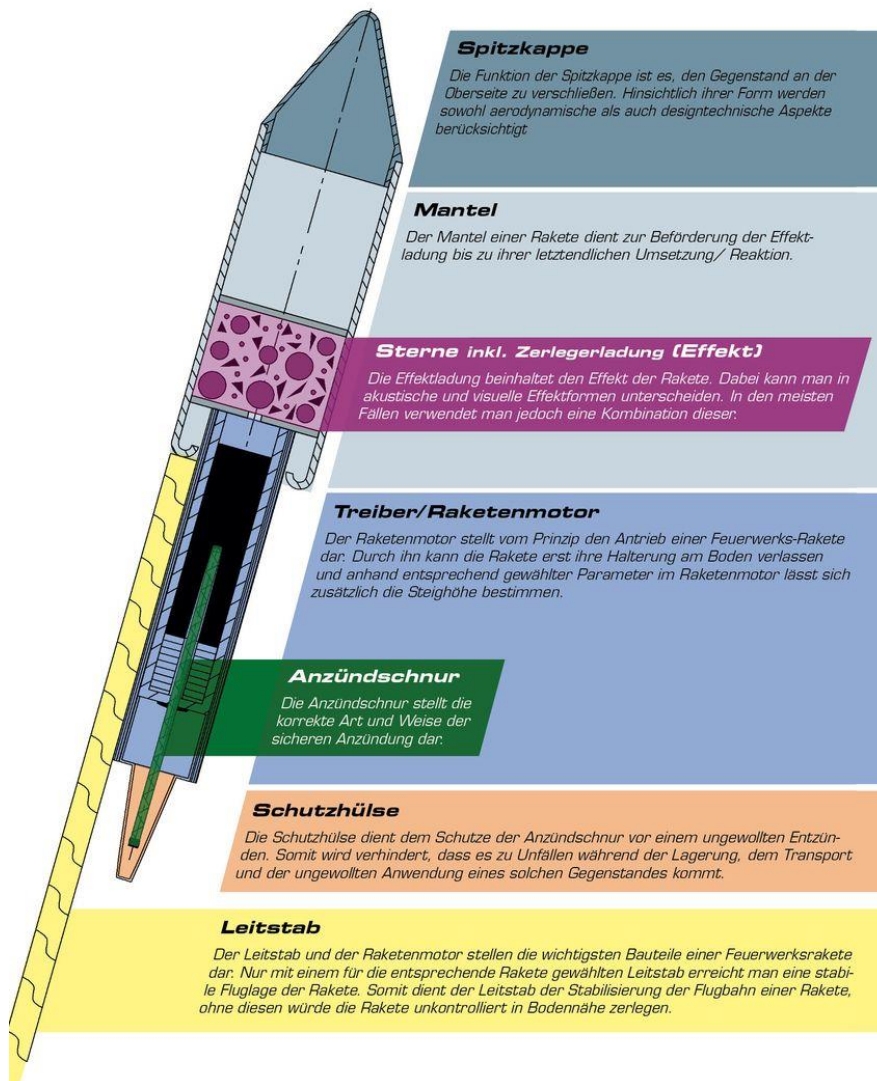 Spitzkappe
Die Funktion der Spitzkappe ist es, den Gegenstand an der
Oberseite zu verschließen. Hinsichtlich ihrer Form werden
sowohl aerodynamische als auch designtechnische Aspekte
berücksichtigt
Mantel
Der Mantel einer Rakete dient zur Beförderung der Effekt-
ladung bis zu ihrer letztendlichen Umsetzung/ Reaktion.
Sterne inkl. Zerlegerladung (Effekt)
Die Effektladung beinhaltet den Effekt der Rakete. Dabei kann man in
akustische und visuelle Effektformen unterscheiden. In den meisten
Fällen verwendet man jedoch eine Kombination dieser.
Treiber/Raketenmotor
Der Raketenmotor stellt vom Prinzip den Antrieb einer Feuerwerks-Rakete
dar. Durch ihn kann die Rakete erst ihre Halterung am Boden verlassen
und anhand entsprechend gewählter Parameter im Raketenmotor lässt sich
zusätzlich die Steighöhe bestimmen.
Anzündschnur
Die Anzündschnur stellt die
korrekte Art und Weise der
sicheren Anzündung dar.
Schutzhülse
Die Schutzhülse dient dem Schutze der Anzündschnur vor einem ungewollten Entzün-
den. Somit wird verhindert, dass es zu Unfällen während der Lagerung, dem Transport
und der ungewollten Anwendung eines solchen Gegenstandes kommt.
Leitstab
Der Leitstab und der Raketenmotor stellen die wichtigsten Bauteile einer Feuerwerksrakete
dar. Nur mit einem für die entsprechende Rakete gewählten Leitstab erreicht man eine stabi-
le Fluglage der Rakete. Somit dient der Leitstab der Stabilisierung der Flugbahn einer Rakete,
ohne diesen würde die Rakete unkontrolliert in Bodennähe zerlegen.